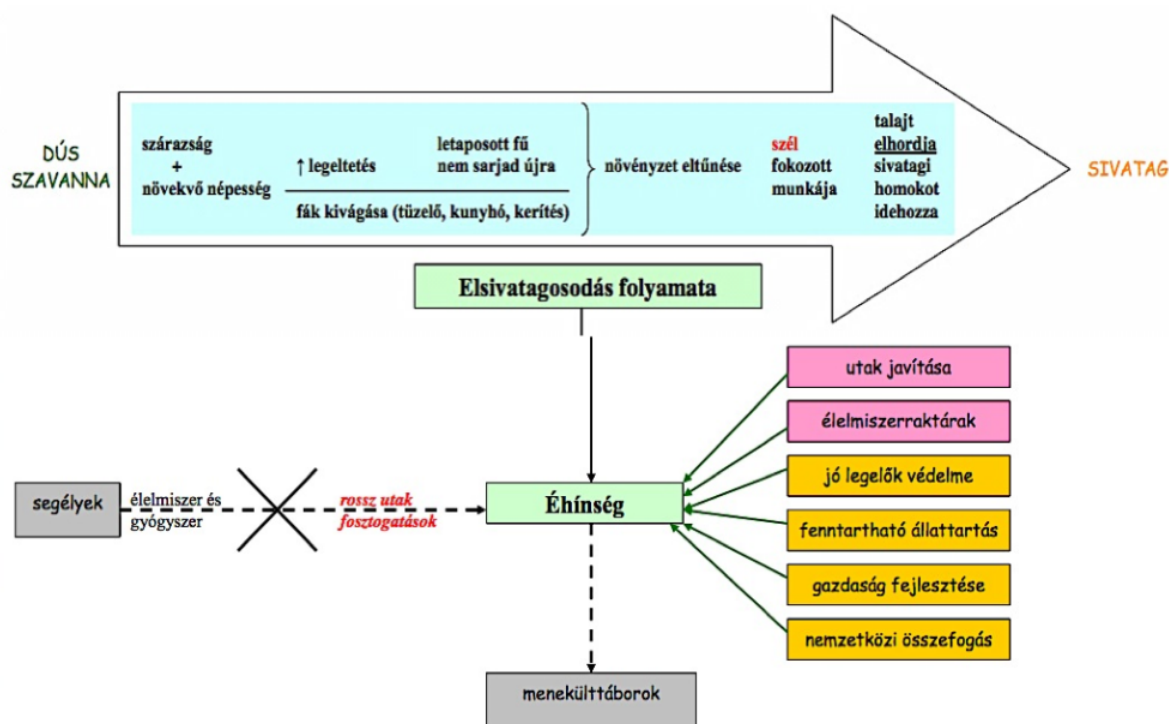 DÚS
SZAVANNA
szárazság
+
növekvő népesség
↑ legeltetés
letaposott fű
nem sarjad újra
fák kivágása (tüzelő, kunyhó, kerítés)
növényzet eltűnése
szél
fokozott
munkája
talajt
elhordja
sivatagi
homokot
idehozza
SIVATAG
Elsivatagosodás folyamata
utak javítása
élelmiszerraktárak
jó legelők védelme
fenntartható állattartás
gazdaság fejlesztése
nemzetközi összefogás
segélyek
élelmiszer és
gyógyszer
rossz utak
fosztogatások
Éhínség
menekülttáborok